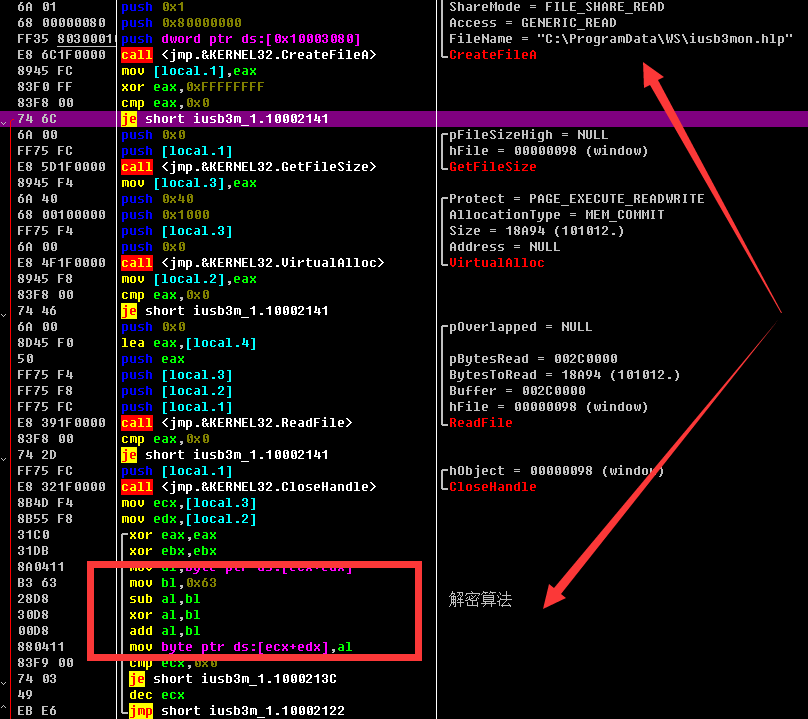 6A 01 push 0x1 ShareMode = FILE_SHARE_READ
68 00000080 push 0x80000000 Access = GENERIC_READ
FF35 80300010 push dword ptr ds:[0x10003080] FileName = "C:\ProgramData\WS\iusb3mon.hlp"
E8 6C1F0000 call <jmp.&KERNEL32.CreateFileA> CreateFileA
8945 FC mov [local.1],eax
83F0 FF xor eax,0xFFFFFFFF
83F8 00 cmp eax,0x0
74 6C je short iusb3m_1.10002141
6A 00 push 0x0 pFileSizeHigh = NULL
FF75 FC push [local.1] hFile = 00000098 (window)
E8 5D1F0000 call <jmp.&KERNEL32.GetFileSize> GetFileSize
8945 F4 mov [local.3],eax
6A 40 push 0x40 Protect = PAGE_EXECUTE_READWRITE
68 00100000 push 0x1000 AllocationType = MEM_COMMIT
FF75 F4 push [local.3] Size = 18A94 (101012.)
6A 00 push 0x0 Address = NULL
E8 4F1F0000 call <jmp.&KERNEL32.VirtualAlloc> VirtualAlloc
8945 F8 mov [local.2],eax
83F8 00 cmp eax,0x0
74 46 je short iusb3m_1.10002141
6A 00 push 0x0 pOverlapped = NULL
8D45 F0 lea eax,[local.4]
50 push eax pBytesRead = 002C0000
FF75 F4 push [local.3] BytesToRead = 18A94 (101012.)
FF75 F8 push [local.2] Buffer = 002C0000
FF75 FC push [local.1] hFile = 00000098 (window)
E8 391F0000 call <jmp.&KERNEL32.ReadFile> ReadFile
83F8 00 cmp eax,0x0
74 2D je short iusb3m_1.10002141
FF75 FC push [local.1] hObject = 00000098 (window)
E8 321F0000 call <jmp.&KERNEL32.CloseHandle> CloseHandle
8B4D F4 mov ecx,[local.3]
8B55 F8 mov edx,[local.2]
31C0 xor eax,eax
31DB xor ebx,ebx
8A0411 mov al,byte ptr ds:[ecx+edx]
B3 63 mov bl,0x63
28D8 sub al,bl 解密算法
30D8 xor al,bl
00D8 add al,bl
880411 mov byte ptr ds:[ecx+edx],al
83F9 00 cmp ecx,0x0
74 03 je short iusb3m_1.1000213C
49 dec ecx
EB E6 jmp short iusb3m_1.10002122